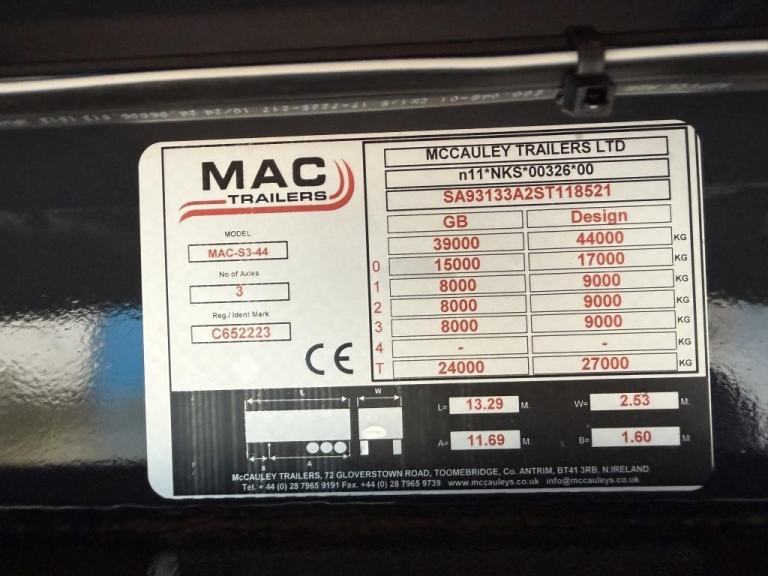 MAC
TRAILERS
MODEL
MAC-S3-44
No of Axles
3
Reg./ Ident Mark
C652223
CE
MCCAULEY TRAILERS LTD
n11*NKS*00326*00
SA93133A2ST118521
GB Design
39000 44000 KG
0 15000 17000 KG
1 8000 9000 KG
2 8000 9000 KG
3 8000 9000 KG
4 - - KG
T 24000 27000 KG
L W
B A
L= 13.29 M. W= 2.53 M.
A= 11.69 M. B= 1.60 M.
McCAULEY TRAILERS, 72 GLOVERSTOWN ROAD, TOOMEBRIDGE, Co. ANTRIM, BT41 3RB, N.IRELAND
Tel. + 44 (0) 28 7965 9191 Fax. +44 (0) 28 7965 9739 www.mccauleys.co.uk info@mccauleys.co.uk